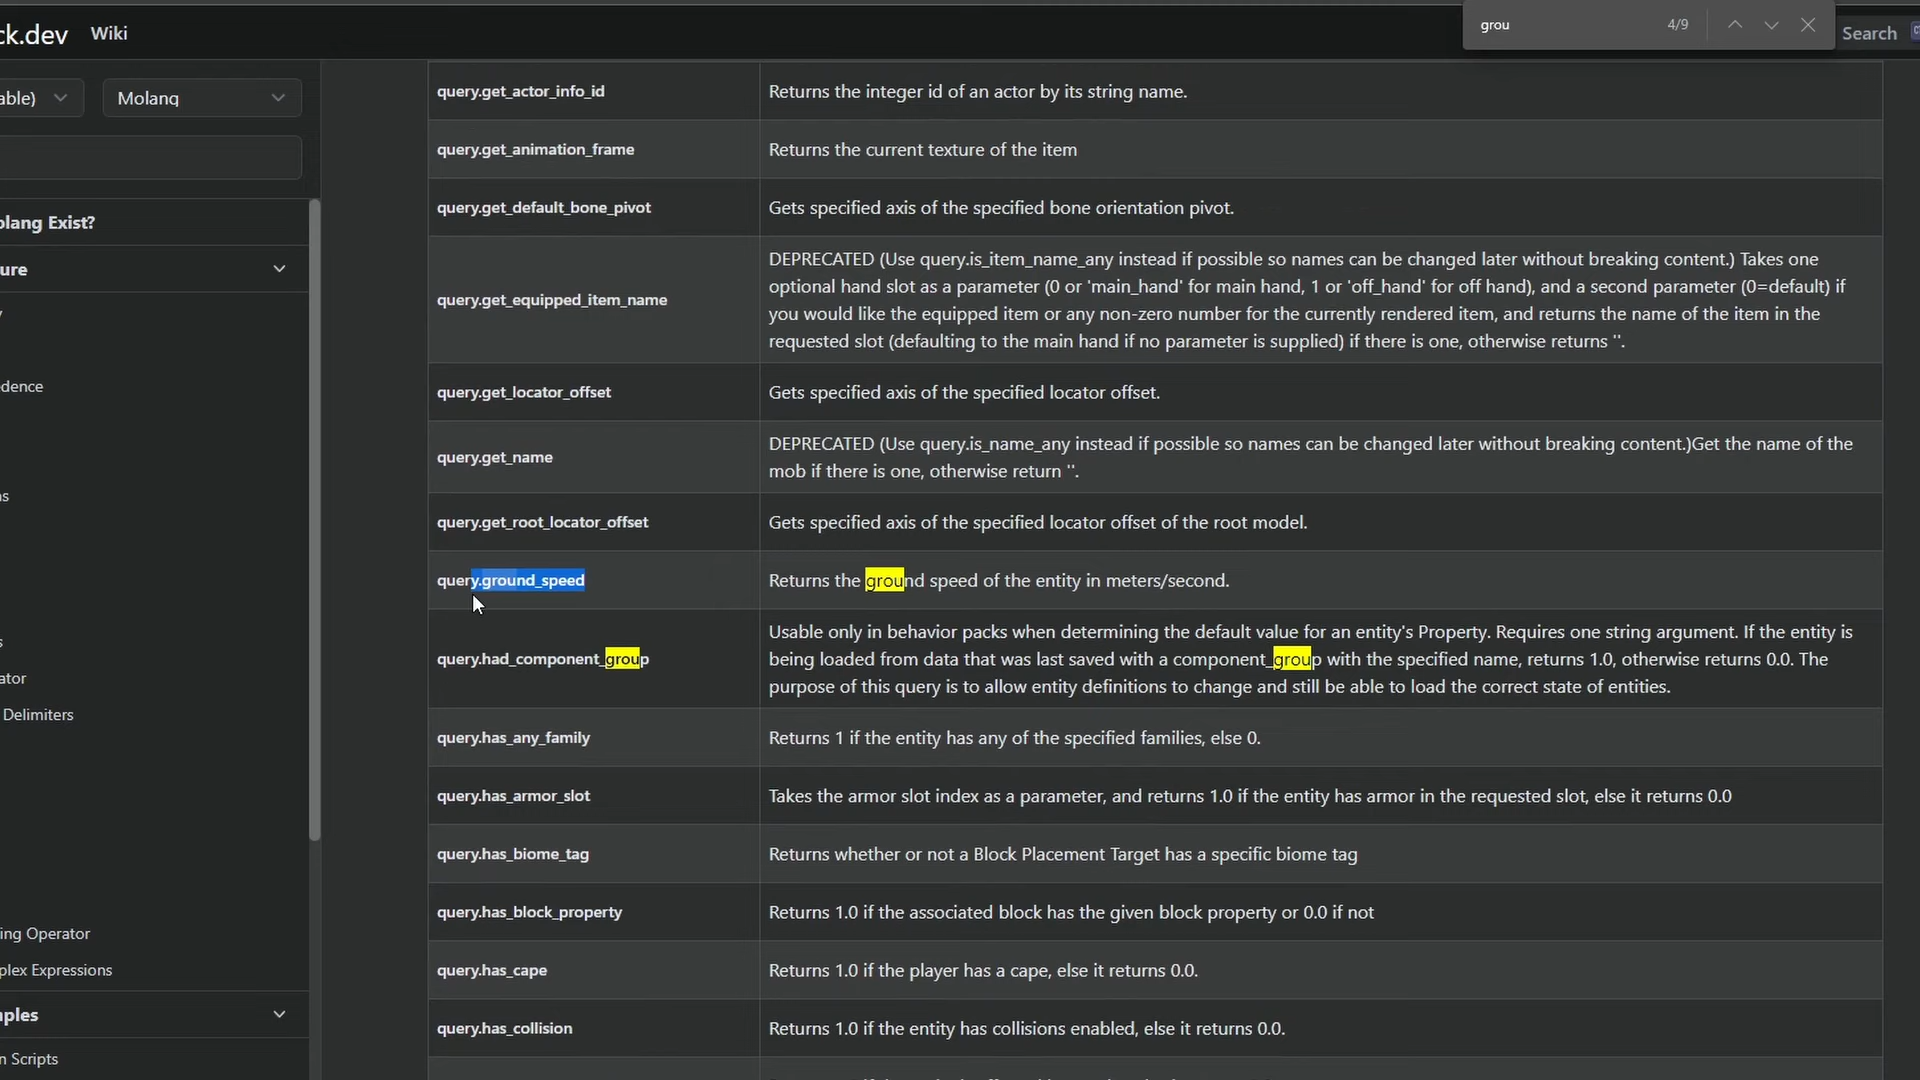 ck.dev Wiki
grou 4/9
Search
able) Molang
query.get_actor_info_id Returns the integer id of an actor by its string name.
query.get_animation_frame Returns the current texture of the item
query.get_default_bone_pivot Gets specified axis of the specified bone orientation pivot.
olang Exist?
ure
query.get_equipped_item_name
DEPRECATED (Use query.is_item_name_any instead if possible so names can be changed later without breaking content.) Takes one
optional hand slot as a parameter (0 or 'main_hand' for main hand, 1 or 'off_hand' for off hand), and a second parameter (0=default) if
you would like the equipped item or any non-zero number for the currently rendered item, and returns the name of the item in the
requested slot (defaulting to the main hand if no parameter is supplied) if there is one, otherwise returns ''.
edence
query.get_locator_offset Gets specified axis of the specified locator offset.
query.get_name
DEPRECATED (Use query.is_name_any instead if possible so names can be changed later without breaking content.)Get the name of the
mob if there is one, otherwise return ''.
ns
query.get_root_locator_offset Gets specified axis of the specified locator offset of the root model.
query.ground_speed Returns the ground speed of the entity in meters/second.
s
query.had_component_group
Usable only in behavior packs when determining the default value for an entity's Property. Requires one string argument. If the entity is
being loaded from data that was last saved with a component_group with the specified name, returns 1.0, otherwise returns 0.0. The
purpose of this query is to allow entity definitions to change and still be able to load the correct state of entities.
ator
Delimiters
query.has_any_family Returns 1 if the entity has any of the specified families, else 0.
query.has_armor_slot Takes the armor slot index as a parameter, and returns 1.0 if the entity has armor in the requested slot, else it returns 0.0
query.has_biome_tag Returns whether or not a Block Placement Target has a specific biome tag
query.has_block_property Returns 1.0 if the associated block has the given block property or 0.0 if not
ing Operator
plex Expressions
query.has_cape Returns 1.0 if the player has a cape, else it returns 0.0.
mples
query.has_collision Returns 1.0 if the entity has collisions enabled, else it returns 0.0.
n Scripts